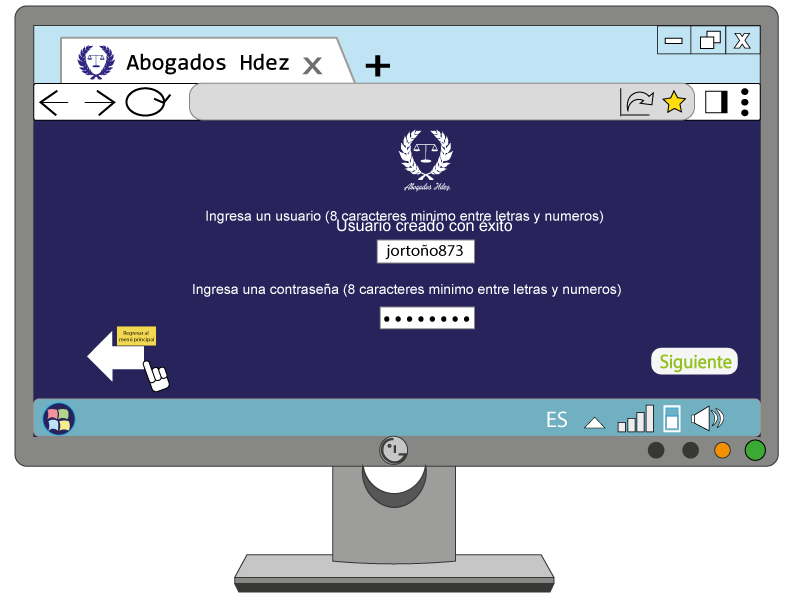 Abogados Hdez X
X
Abogados Hdez.
Ingresa un usuario (8 caracteres minimo entre letras y numeros)
Usuario creado con éxito
jortoño873
Ingresa una contraseña (8 caracteres minimo entre letras y numeros)
Regresar al
menú principal
Siguiente
ES